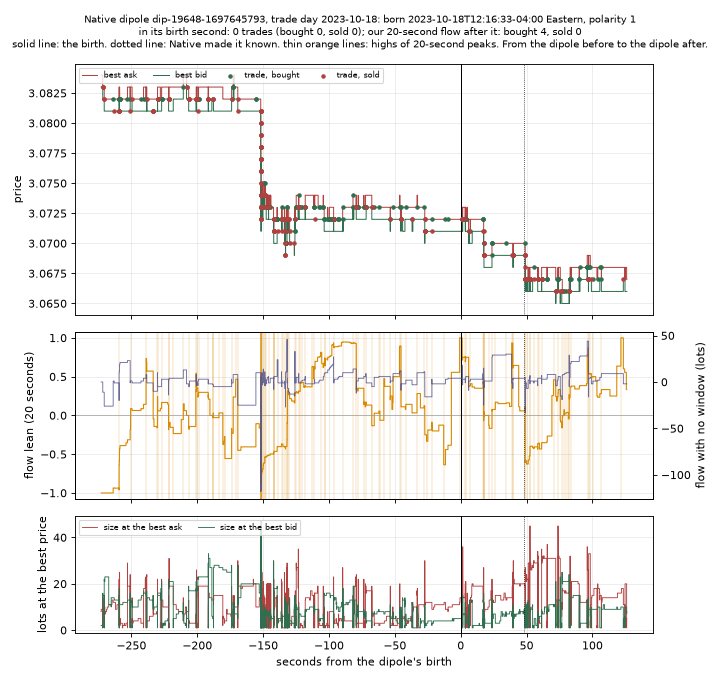 Native dipole dip-19648-1697645793, trade day 2023-10-18: born 2023-10-18T12:16:33-04:00 Eastern, polarity 1
in its birth second: 0 trades (bought 0, sold 0); our 20-second flow after it: bought 4, sold 0
solid line: the birth. dotted line: Native made it known. thin orange lines: highs of 20-second peaks. From the dipole before to the dipole after.
best ask best bid trade, bought trade, sold
price
3.0825
3.0800
3.0775
3.0750
3.0725
3.0700
3.0675
3.0650
flow lean (20 seconds)
1.0
0.5
0.0
−0.5
−1.0
50
0
−50
−100
flow with no window (lots)
size at the best ask size at the best bid
lots at the best price
40
20
0
−250 −200 −150 −100 −50 0 50 100
seconds from the dipole's birth